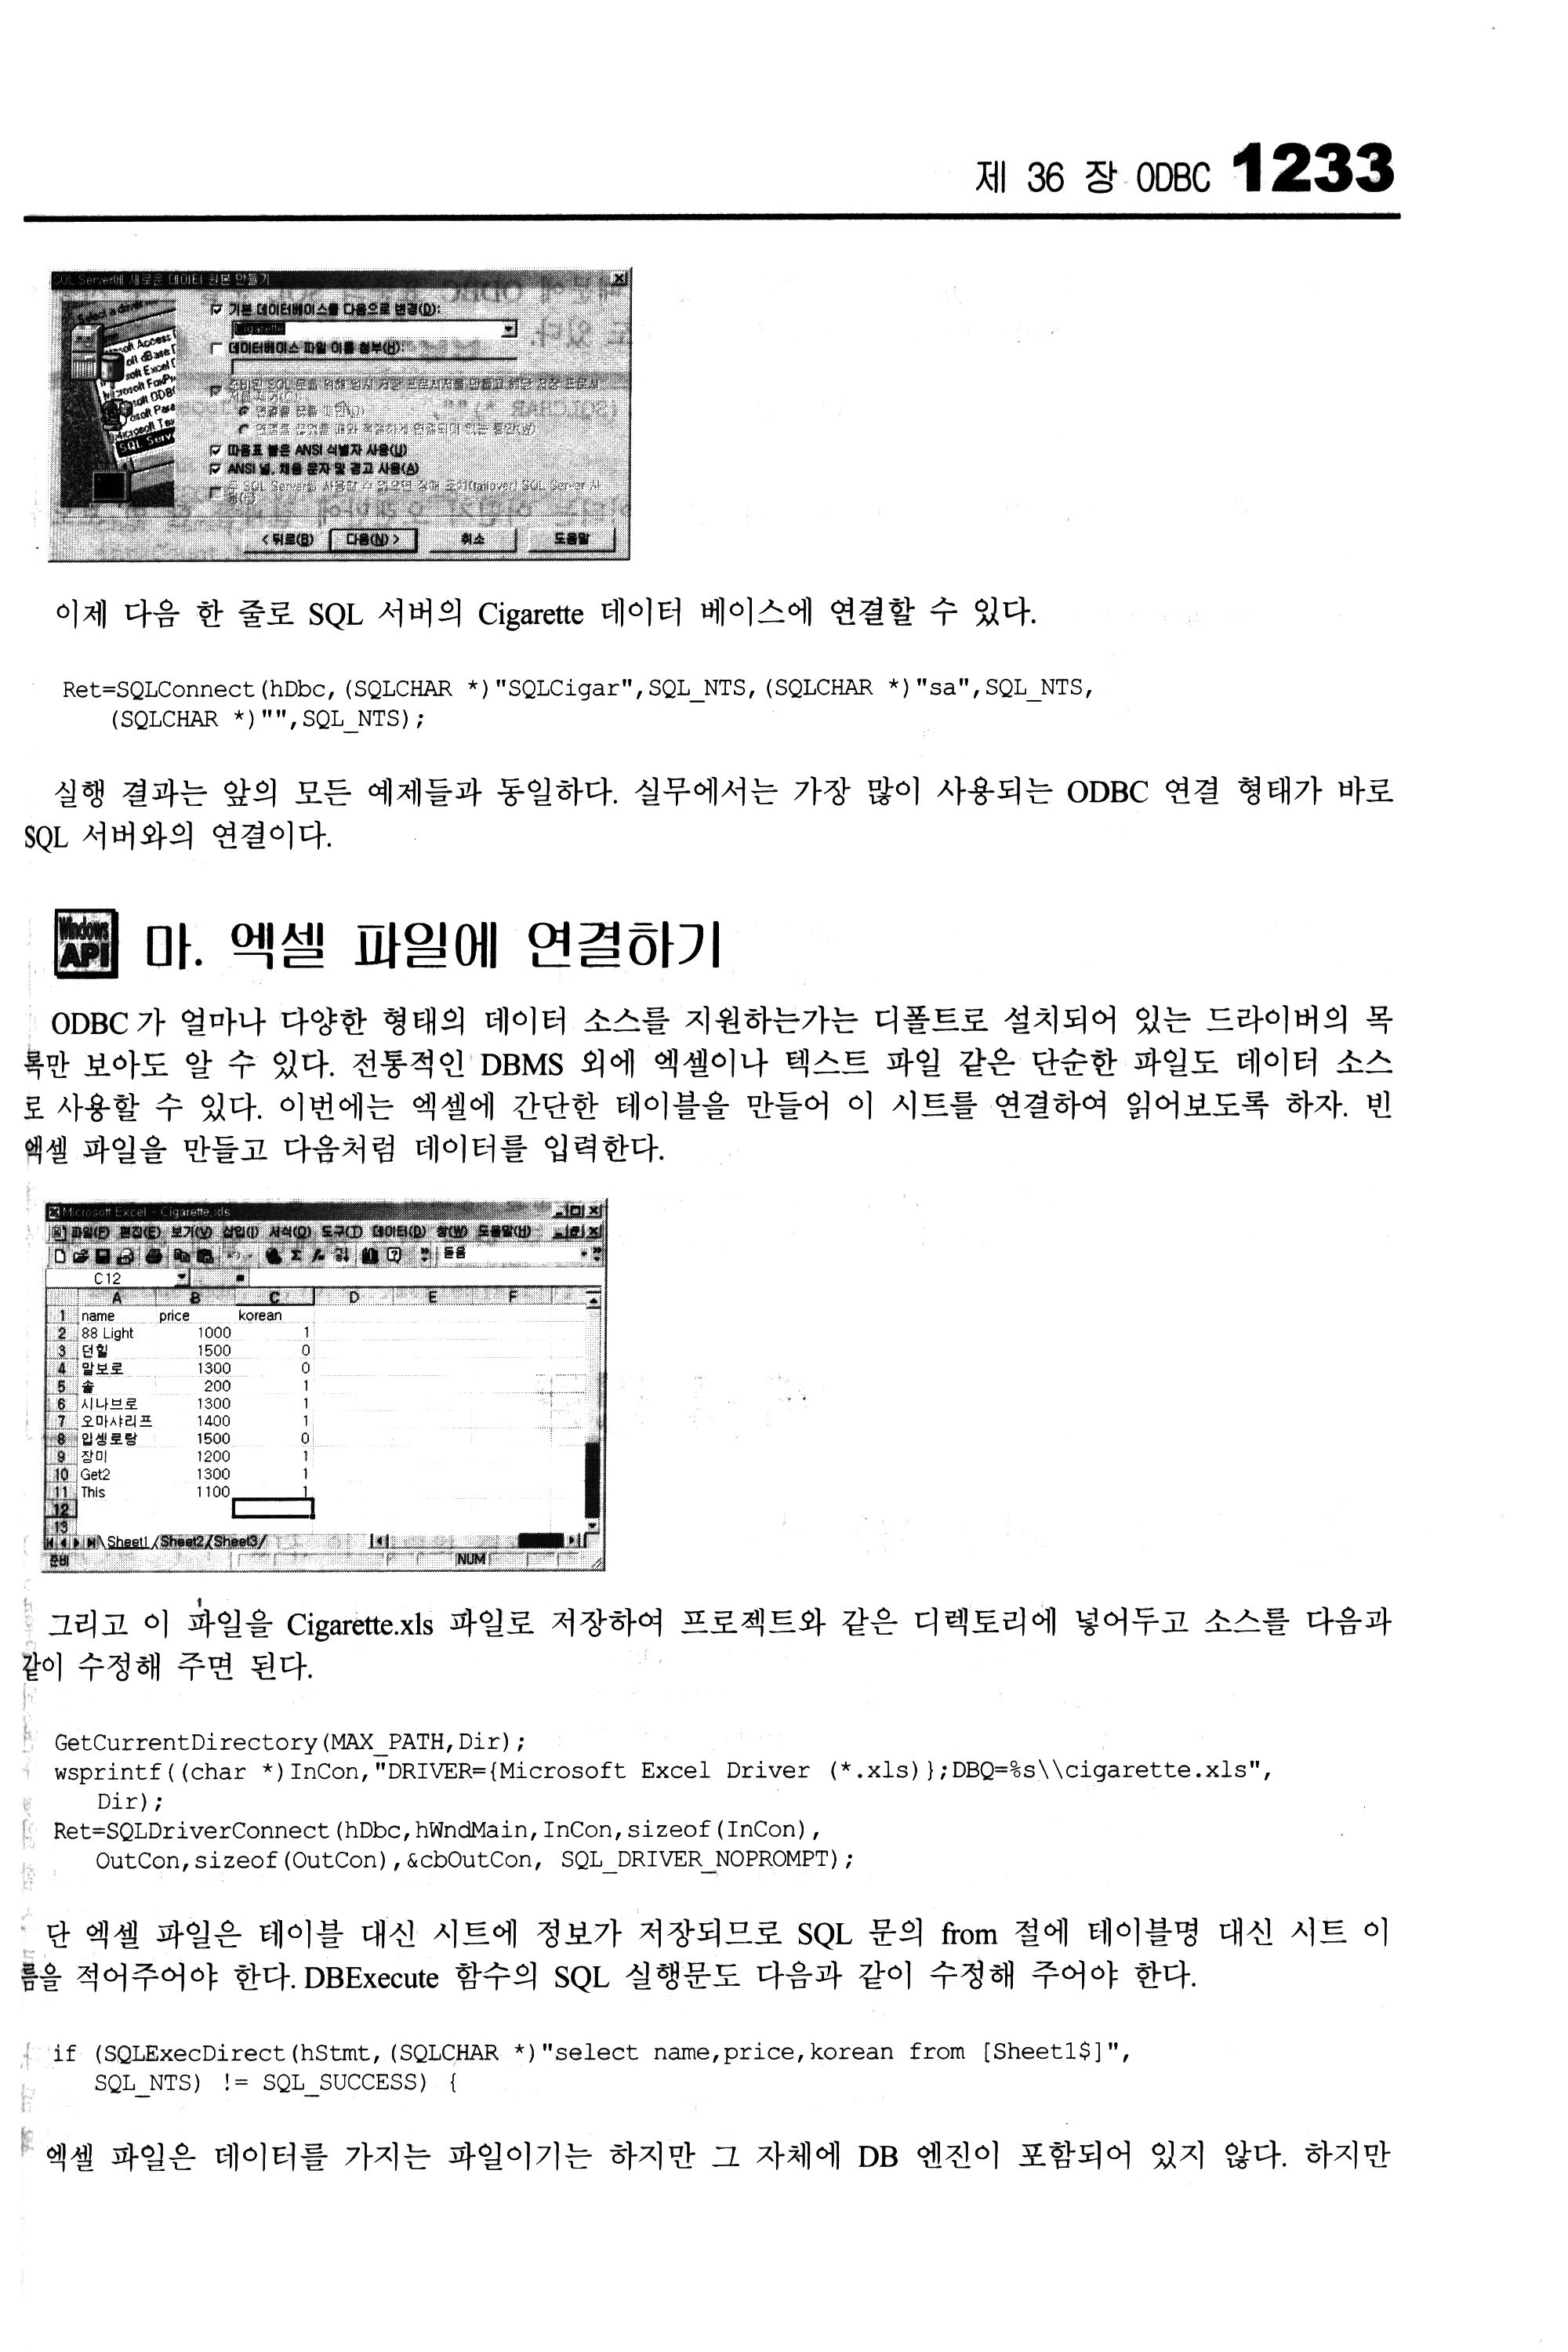 제 36 장 ODBC 1233
SQL Server에 새로운 데이터 원본 만들기
기본 데이터베이스를 다음으로 변경(D):
Cigarette
데이터베이스 파일 이름 첨부(H):
따옴표 붙은 ANSI 식별자 사용(U)
ANSI 널, 채움 문자 및 경고 사용(A)
< 뒤로(B) 다음(N) > 취소 도움말
이제 다음 한 줄로 SQL 서버의 Cigarette 데이터 베이스에 연결할 수 있다.
Ret=SQLConnect(hDbc,(SQLCHAR *)"SQLCigar",SQL_NTS,(SQLCHAR *)"sa",SQL_NTS,
(SQLCHAR *)"",SQL_NTS);
실행 결과는 앞의 모든 예제들과 동일하다. 실무에서는 가장 많이 사용되는 ODBC 연결 형태가 바로
SQL 서버와의 연결이다.
Windows
API
마. 엑셀 파일에 연결하기
ODBC가 얼마나 다양한 형태의 데이터 소스를 지원하는가는 디폴트로 설치되어 있는 드라이버의 목
록만 보아도 알 수 있다. 전통적인 DBMS 외에 엑셀이나 텍스트 파일 같은 단순한 파일도 데이터 소스
로 사용할 수 있다. 이번에는 엑셀에 간단한 테이블을 만들어 이 시트를 연결하여 읽어보도록 하자. 빈
엑셀 파일을 만들고 다음처럼 데이터를 입력한다.
Microsoft Excel - Cigarette.xls
파일(F) 편집(E) 보기(V) 삽입(I) 서식(O) 도구(T) 데이터(D) 창(W) 도움말(H)
돋움
C12 =
A B C D E F
1 name price korean
2 88 Light 1000 1
3 던힐 1500 0
4 말보로 1300 0
5 솔 200 1
6 시나브로 1300 1
7 오마샤리프 1400 1
8 입생로랑 1500 0
9 장미 1200 1
10 Get2 1300 1
11 This 1100 1
12
13
Sheet1 Sheet2 Sheet3
준비 NUM
그리고 이 파일을 Cigarette.xls 파일로 저장하여 프로젝트와 같은 디렉토리에 넣어두고 소스를 다음과
같이 수정해 주면 된다.
GetCurrentDirectory(MAX_PATH,Dir);
wsprintf((char *)InCon,"DRIVER={Microsoft Excel Driver (*.xls)};DBQ=%s\\cigarette.xls",
Dir);
Ret=SQLDriverConnect(hDbc,hWndMain,InCon,sizeof(InCon),
OutCon,sizeof(OutCon),&cbOutCon, SQL_DRIVER_NOPROMPT);
단 엑셀 파일은 테이블 대신 시트에 정보가 저장되므로 SQL 문의 from 절에 테이블명 대신 시트 이
름을 적어주어야 한다. DBExecute 함수의 SQL 실행문도 다음과 같이 수정해 주어야 한다.
if (SQLExecDirect(hStmt,(SQLCHAR *)"select name,price,korean from [Sheet1$]",
SQL_NTS) != SQL_SUCCESS) {
엑셀 파일은 데이터를 가지는 파일이기는 하지만 그 자체에 DB 엔진이 포함되어 있지 않다. 하지만